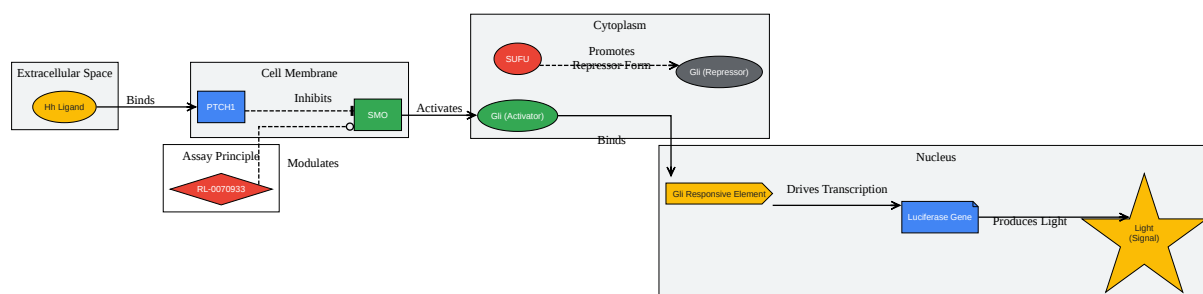 Extracellular Space
Hh Ligand
Binds
Cell Membrane
PTCH1
Inhibits
SMO
Assay Principle
RL-0070933
Modulates
Activates
Cytoplasm
SUFU
Promotes
Repressor Form
Gli (Repressor)
Gli (Activator)
Binds
Nucleus
Gli Responsive Element
Drives Transcription
Luciferase Gene
Produces Light
Light
(Signal)